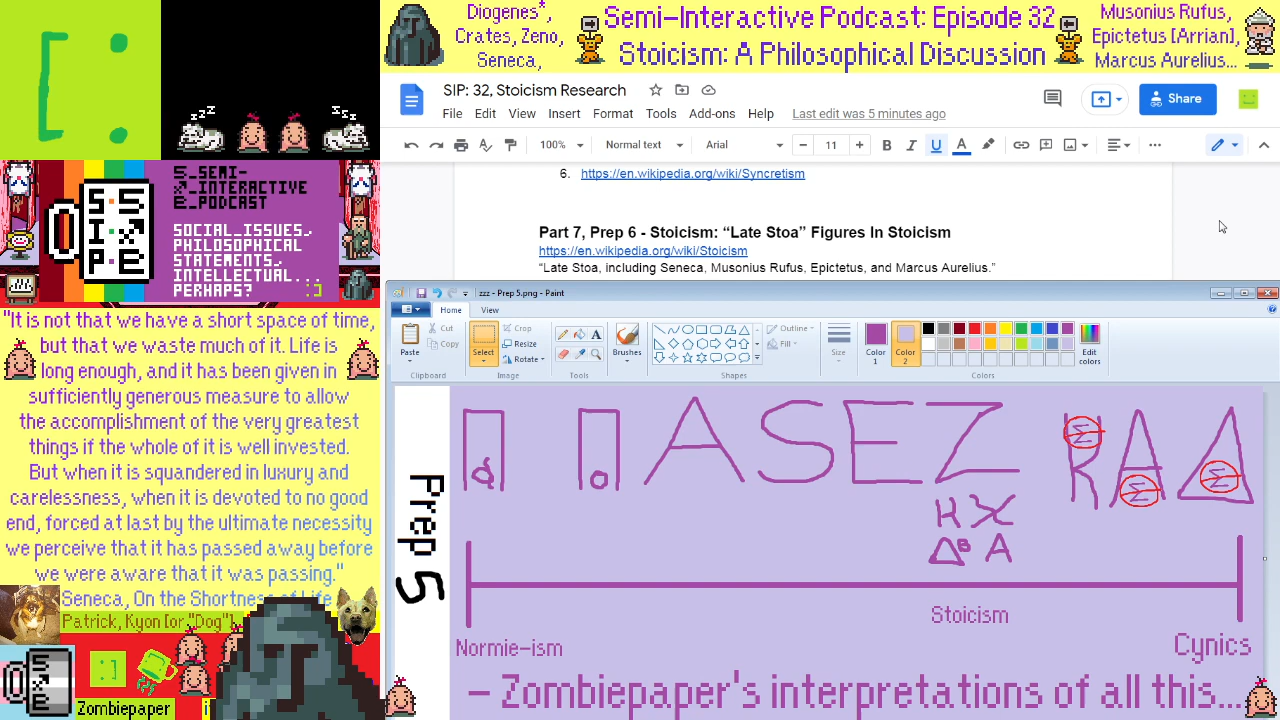 Diogenes*,
Crates, Zeno,
Seneca,
Semi-Interactive Podcast: Episode 32
Stoicism: A Philosophical Discussion
Musonius Rufus,
Epictetus [Arrian],
Marcus Aurelius...
[:
zzz
zzz
SIP: 32, Stoicism Research
File Edit View Insert Format Tools Add-ons Help Last edit was 5 minutes ago
Share
100% Normal text Arial 11 B I U A
6. https://en.wikipedia.org/wiki/Syncretism
Part 7, Prep 6 - Stoicism: “Late Stoa” Figures In Stoicism
https://en.wikipedia.org/wiki/Stoicism
“Late Stoa, including Seneca, Musonius Rufus, Epictetus, and Marcus Aurelius.”
S_SEMI-
_INTERACTIVE
_PODCAST
SOCIAL_ISSUES,
PHILOSOPHICAL
STATEMENTS,
INTELLECTUAL...
PERHAPS? :]
"It is not that we have a short space of time,
but that we waste much of it. Life is
long enough, and it has been given in
sufficiently generous measure to allow
the accomplishment of the very greatest
things if the whole of it is well invested.
But when it is squandered in luxury and
carelessness, when it is devoted to no good
end, forced at last by the ultimate necessity
we perceive that it has passed away before
we were aware that it was passing."
Seneca, On the Shortness of Life
Patrick, Kyon [or "Dog"]
:]
Zombiepaper
zzz - Prep 5.png - Paint
Home View
Paste
Cut
Copy
Clipboard
Select
Crop
Resize
Rotate
Image
A
Tools
Brushes
Outline
Fill
Shapes
Size
Color 1
Color 2
Edit colors
Colors
Prep 5
A S E Z K A Δ
Σ Σ Σ
K X
Δ B A
Stoicism
Normie-ism
Cynics
- Zombiepaper's interpretations of all this...